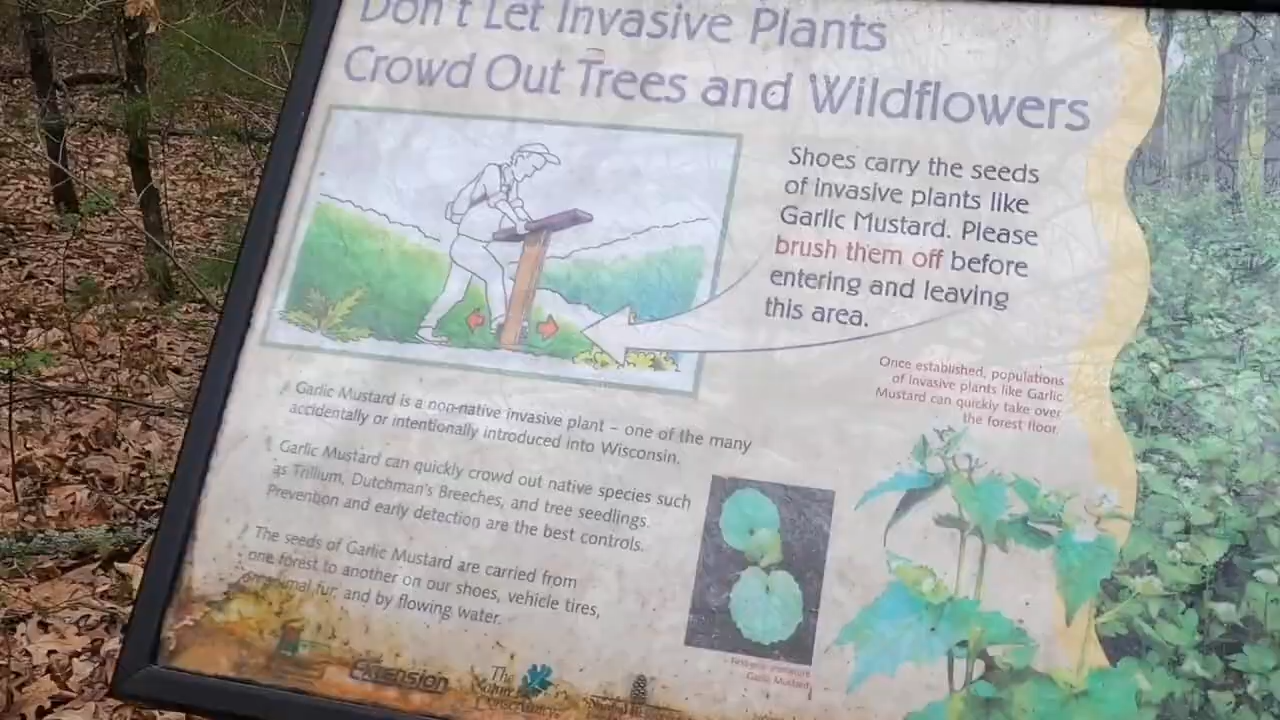 Don't Let Invasive Plants
Crowd Out Trees and Wildflowers
Shoes carry the seeds
of invasive plants like
Garlic Mustard. Please
brush them off before
entering and leaving
this area.
Once established, populations
of invasive plants like Garlic
Mustard can quickly take over
the forest floor.
Garlic Mustard is a non-native invasive plant – one of the many
accidentally or intentionally introduced into Wisconsin.
Garlic Mustard can quickly crowd out native species such
as Trillium, Dutchman's Breeches, and tree seedlings.
Prevention and early detection are the best controls.
The seeds of Garlic Mustard are carried from
one forest to another on our shoes, vehicle tires,
on animal fur, and by flowing water.
Garlic Mustard
Extension
The
Nature
Conservancy